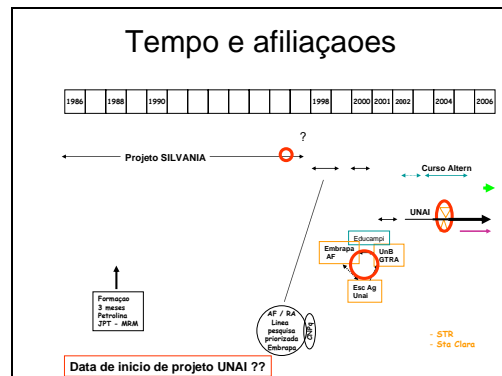 Tempo e afiliaçaoes
1986 1988 1990 1998 2000 2001 2002 2004 2006
?
Projeto SILVANIA
Curso Altern
UNAI
Educampi
Embrapa
AF
UnB
GTRA
Esc Ag
Unai
Formaçao
3 meses
Petrolina
JPT - MRM
AF / RA
Linea
pesquisa
priorizada
Embrapa
CNPq
- STR
- Sta Clara
Data de inicio de projeto UNAI ??